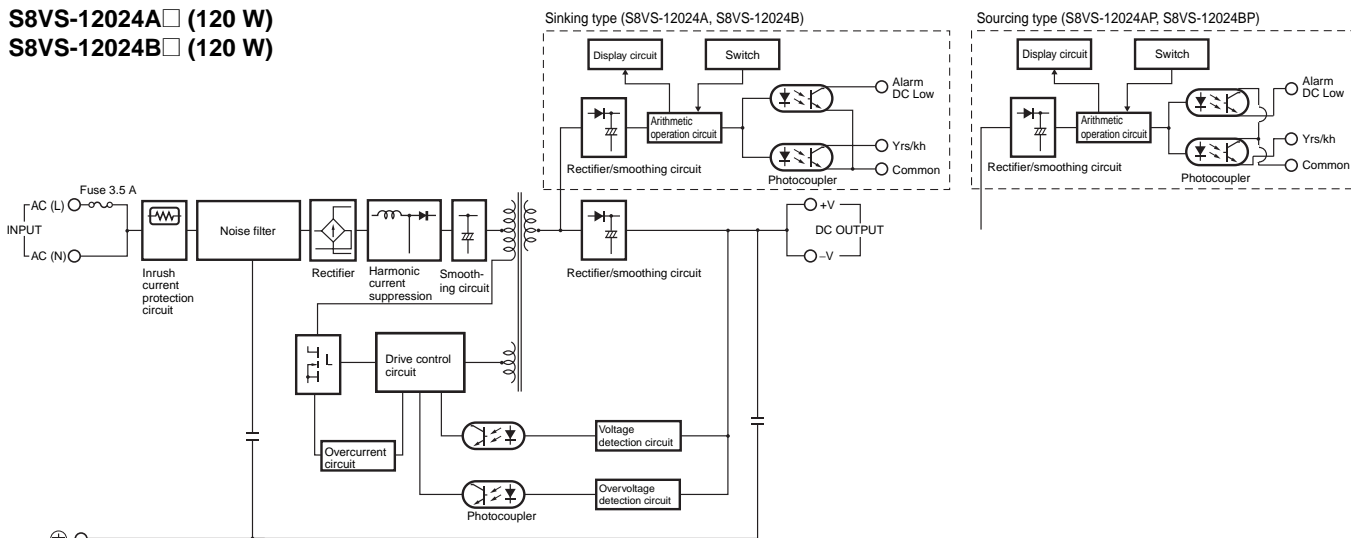 S8VS-12024A□ (120 W)
S8VS-12024B□ (120 W)
Sinking type (S8VS-12024A, S8VS-12024B)
Display circuit
Switch
Arithmetic
operation circuit
Rectifier/smoothing circuit
Photocoupler
Alarm
DC Low
Yrs/kh
Common
Sourcing type (S8VS-12024AP, S8VS-12024BP)
Display circuit
Switch
Arithmetic
operation circuit
Rectifier/smoothing circuit
Photocoupler
Alarm
DC Low
Yrs/kh
Common
Fuse 3.5 A
AC (L)
INPUT
AC (N)
Inrush
current
protection
circuit
Noise filter
Rectifier
Harmonic
current
suppression
Smooth-
ing circuit
Rectifier/smoothing circuit
+V
DC OUTPUT
–V
Drive control
circuit
Overcurrent
circuit
Voltage
detection circuit
Overvoltage
detection circuit
Photocoupler